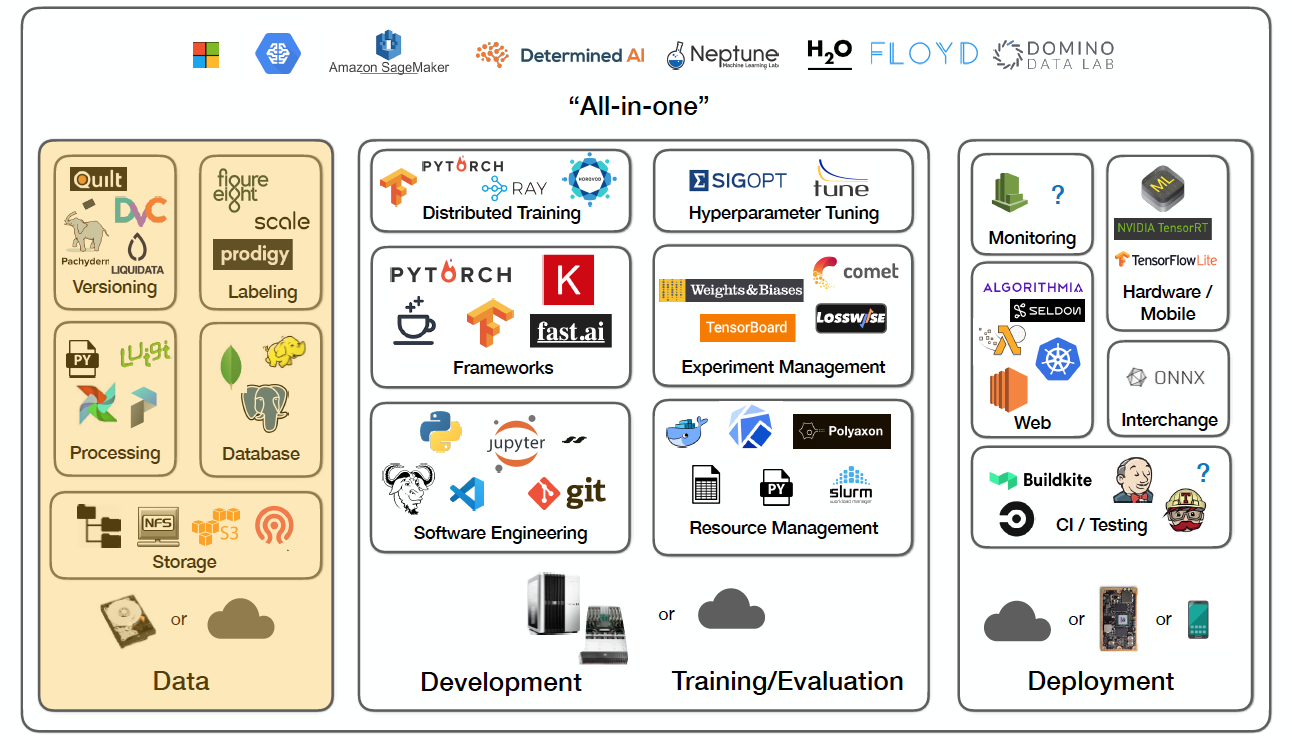 Amazon SageMaker
Determined AI
Neptune
Machine Learning Lab
H2O
FLOYD
DOMINO
DATA LAB
“All-in-one”
Quilt
DVC
Pachyderm
LIQUIDATA
Versioning
figure
eight
scale
prodigy
Labeling
PY
Luigi
Processing
Database
NFS
S3
Storage
or
Data
PYTORCH
RAY
HOROVOD
Distributed Training
SIGOPT
tune
Hyperparameter Tuning
PYTORCH
K
fast.ai
Frameworks
comet
Weights & Biases
TensorBoard
LOSSWISE
Experiment Management
jupyter
git
Software Engineering
Polyaxon
PY
slurm
workload manager
Resource Management
or
Development
Training/Evaluation
?
Monitoring
ML
NVIDIA TensorRT
TensorFlow Lite
Hardware /
Mobile
ALGORITHMIA
SELDON
Web
ONNX
Interchange
Buildkite
?
T
CI / Testing
or
or
Deployment